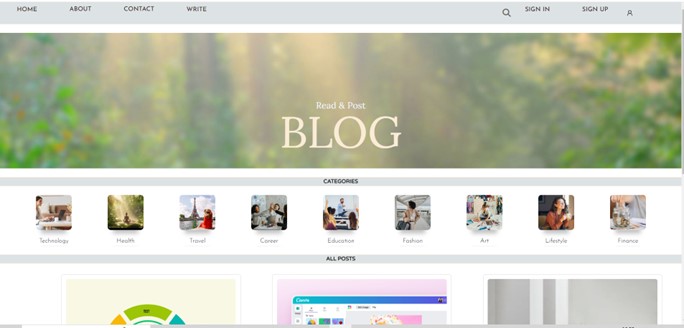 HOME ABOUT CONTACT WRITE SIGN IN SIGN UP
Read & Post
BLOG
CATEGORIES
Technology Health Travel Career Education Fashion Art Lifestyle Finance
ALL POSTS